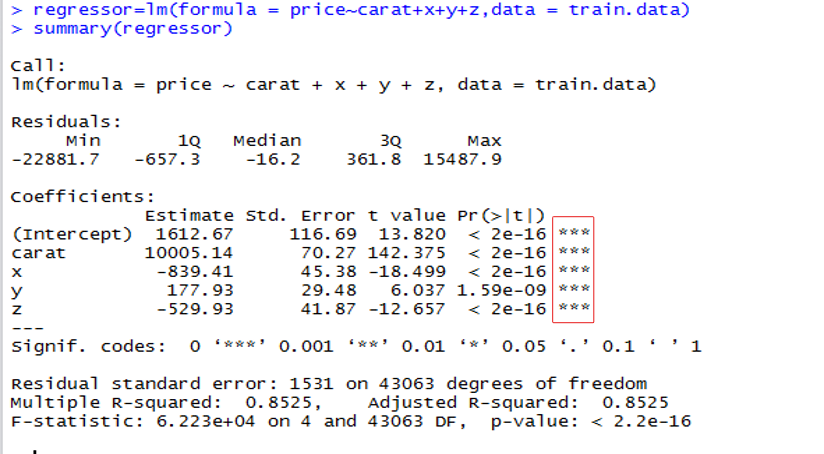 > regressor=lm(formula = price~carat+x+y+z,data = train.data)
> summary(regressor)
Call:
lm(formula = price ~ carat + x + y + z, data = train.data)
Residuals:
     Min       1Q   Median       3Q      Max
-22881.7   -657.3    -16.2    361.8  15487.9
Coefficients:
            Estimate Std. Error t value Pr(>|t|)
(Intercept)  1612.67     116.69  13.820  < 2e-16 ***
carat       10005.14      70.27 142.375  < 2e-16 ***
x            -839.41      45.38 -18.499  < 2e-16 ***
y             177.93      29.48   6.037 1.59e-09 ***
z            -529.93      41.87 -12.657  < 2e-16 ***
---
Signif. codes:  0 ‘***’ 0.001 ‘**’ 0.01 ‘*’ 0.05 ‘.’ 0.1 ‘ ’ 1
Residual standard error: 1531 on 43063 degrees of freedom
Multiple R-squared:  0.8525,    Adjusted R-squared:  0.8525
F-statistic: 6.223e+04 on 4 and 43063 DF,  p-value: < 2.2e-16